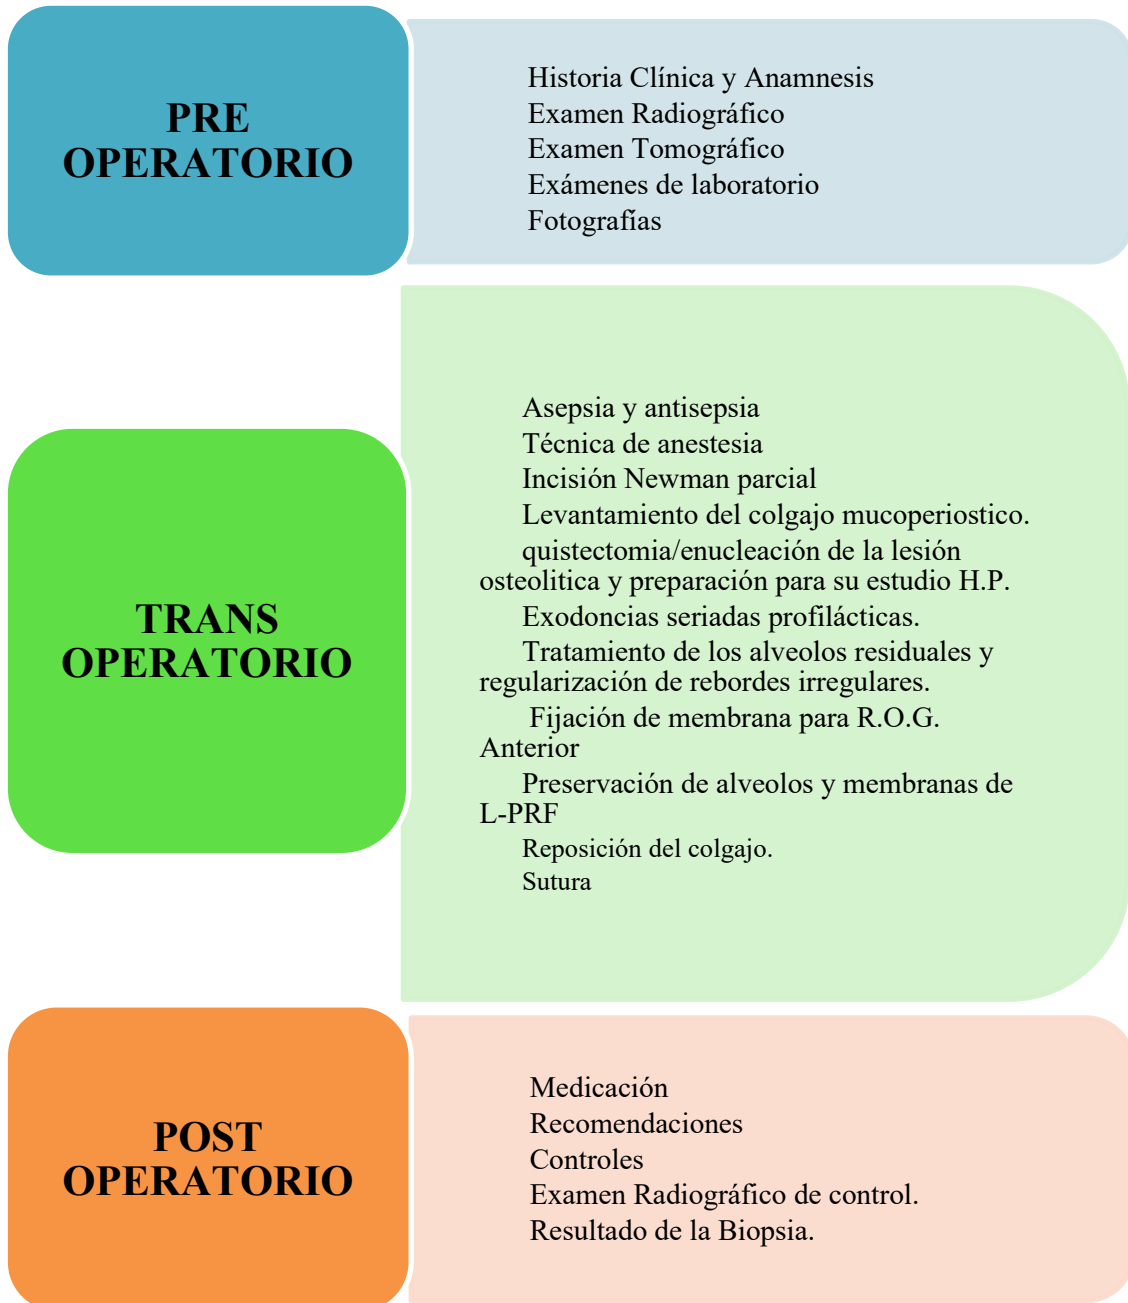 PRE
OPERATORIO
Historia Clínica y Anamnesis
Examen Radiográfico
Examen Tomográfico
Exámenes de laboratorio
Fotografías
TRANS
OPERATORIO
Asepsia y antisepsia
Técnica de anestesia
Incisión Newman parcial
Levantamiento del colgajo mucoperiostico.
quistectomia/enucleación de la lesión
osteolitica y preparación para su estudio H.P.
Exodoncias seriadas profilácticas.
Tratamiento de los alveolos residuales y
regularización de rebordes irregulares.
Fijación de membrana para R.O.G.
Anterior
Preservación de alveolos y membranas de
L-PRF
Reposición del colgajo.
Sutura
POST
OPERATORIO
Medicación
Recomendaciones
Controles
Examen Radiográfico de control.
Resultado de la Biopsia.